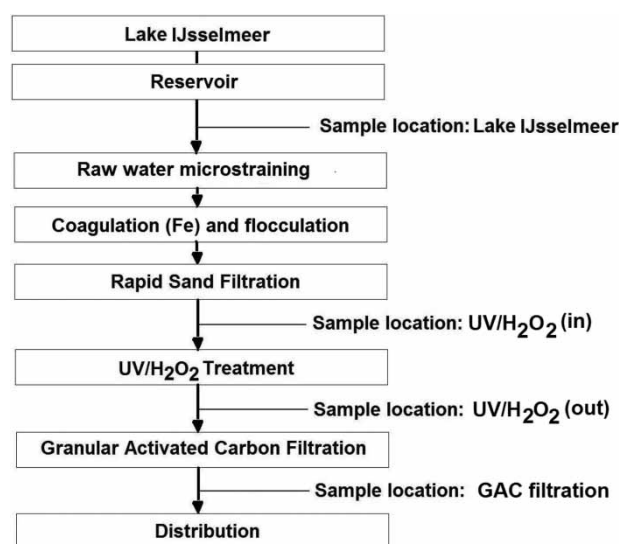 Lake IJsselmeer
Reservoir
Sample location: Lake IJsselmeer
Raw water microstraining
Coagulation (Fe) and flocculation
Rapid Sand Filtration
Sample location: UV/H₂O₂ (in)
UV/H₂O₂ Treatment
Sample location: UV/H₂O₂ (out)
Granular Activated Carbon Filtration
Sample location: GAC filtration
Distribution